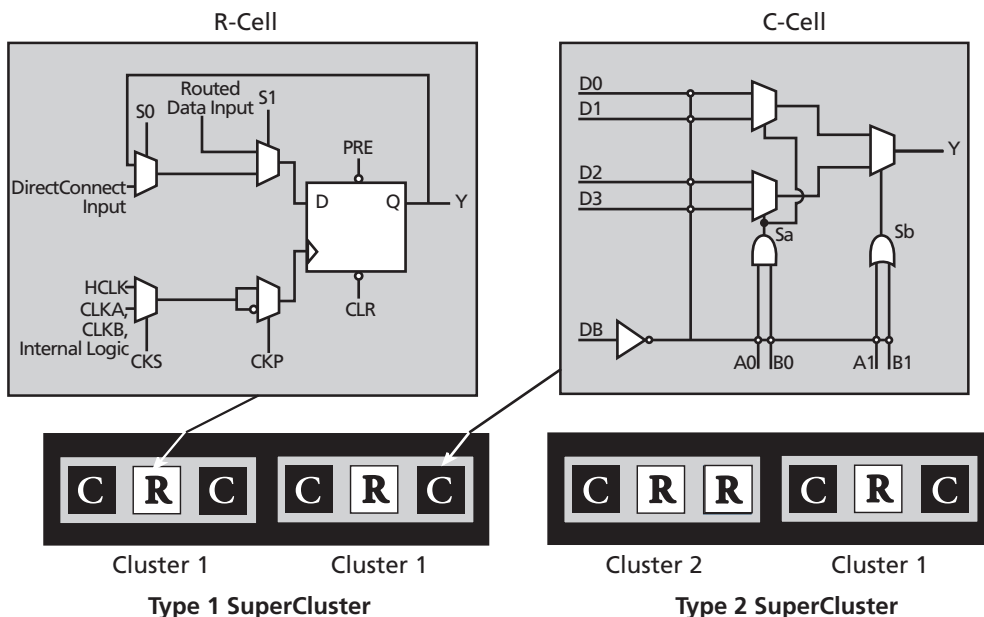 R-Cell
Routed
Data Input
S0
S1
PRE
DirectConnect
Input
D
Q
Y
HCLK
CLKA,
CLKB,
Internal Logic
CKS
CKP
CLR
C-Cell
D0
D1
D2
D3
Y
Sa
Sb
DB
A0
B0
A1
B1
C R C
C R C
Cluster 1
Cluster 1
Type 1 SuperCluster
C R R
C R C
Cluster 2
Cluster 1
Type 2 SuperCluster